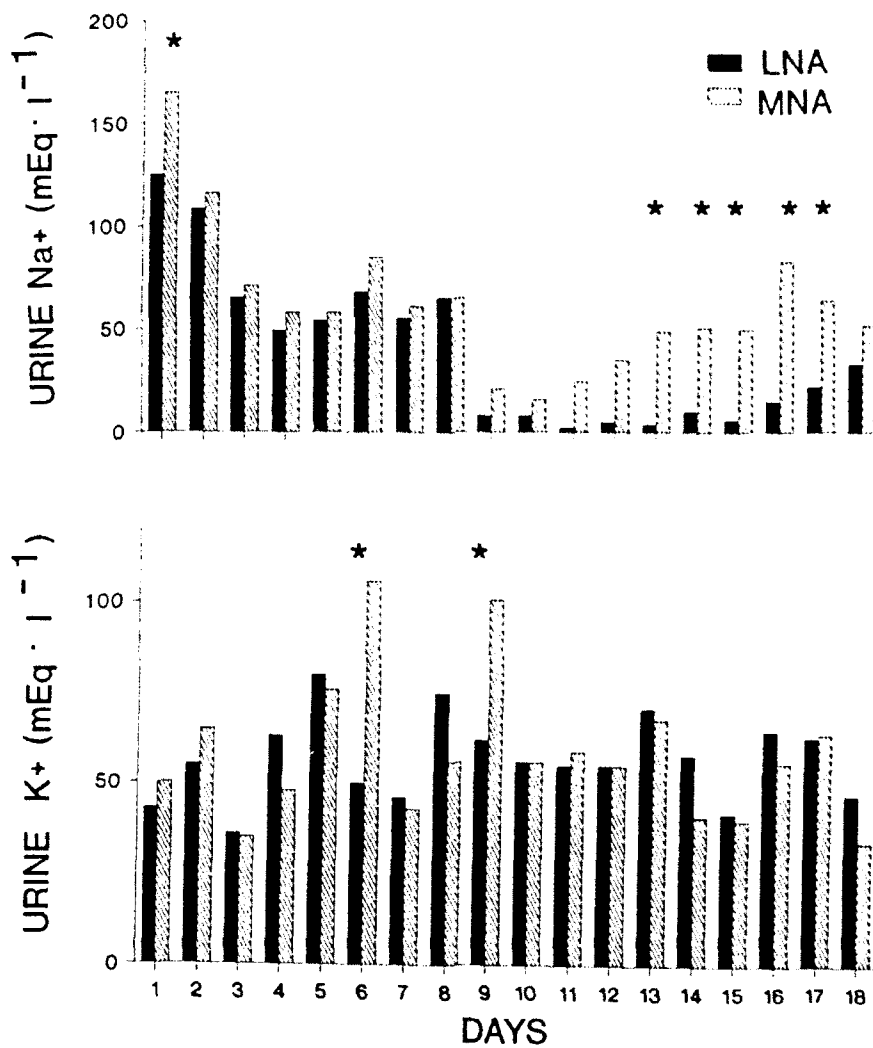 URINE Na+ (mEq · l⁻¹)
200
150
100
50
0
*
LNA
MNA
* * * * *
URINE K+ (mEq · l⁻¹)
100
50
0
* *
1 2 3 4 5 6 7 8 9 10 11 12 13 14 15 16 17 18
DAYS